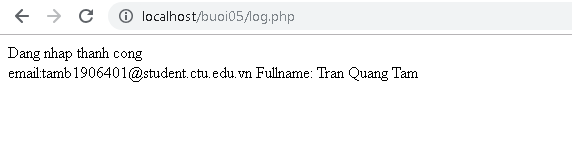 localhost/buoi05/log.php
Dang nhap thanh cong
email:tamb1906401@student.ctu.edu.vn Fullname: Tran Quang Tam